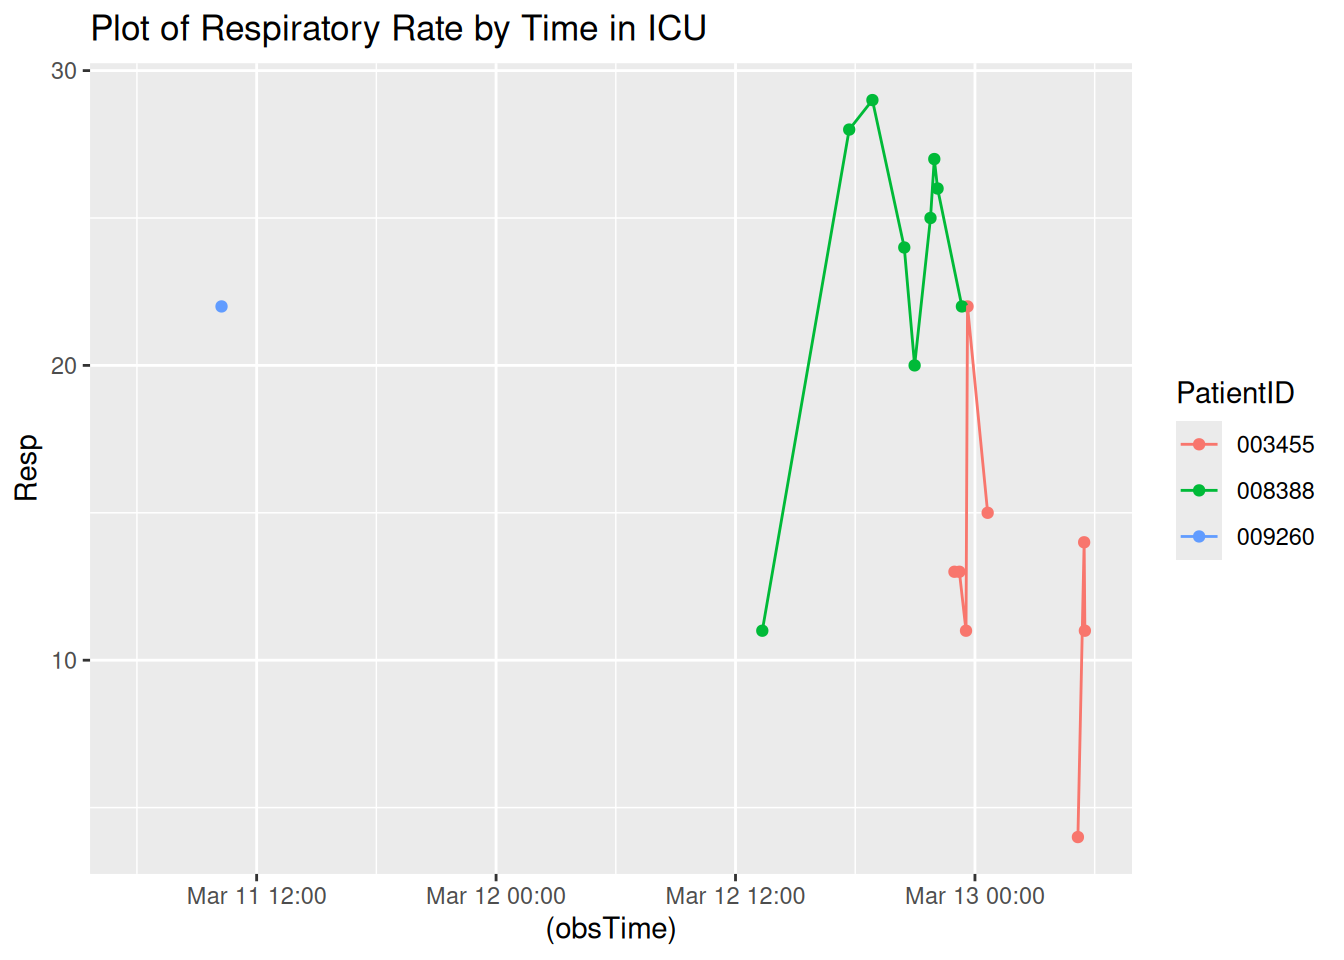 Plot of Respiratory Rate by Time in ICU
30
20
10
Resp
Mar 11 12:00
Mar 12 00:00
Mar 12 12:00
Mar 13 00:00
(obsTime)
PatientID
003455
008388
009260